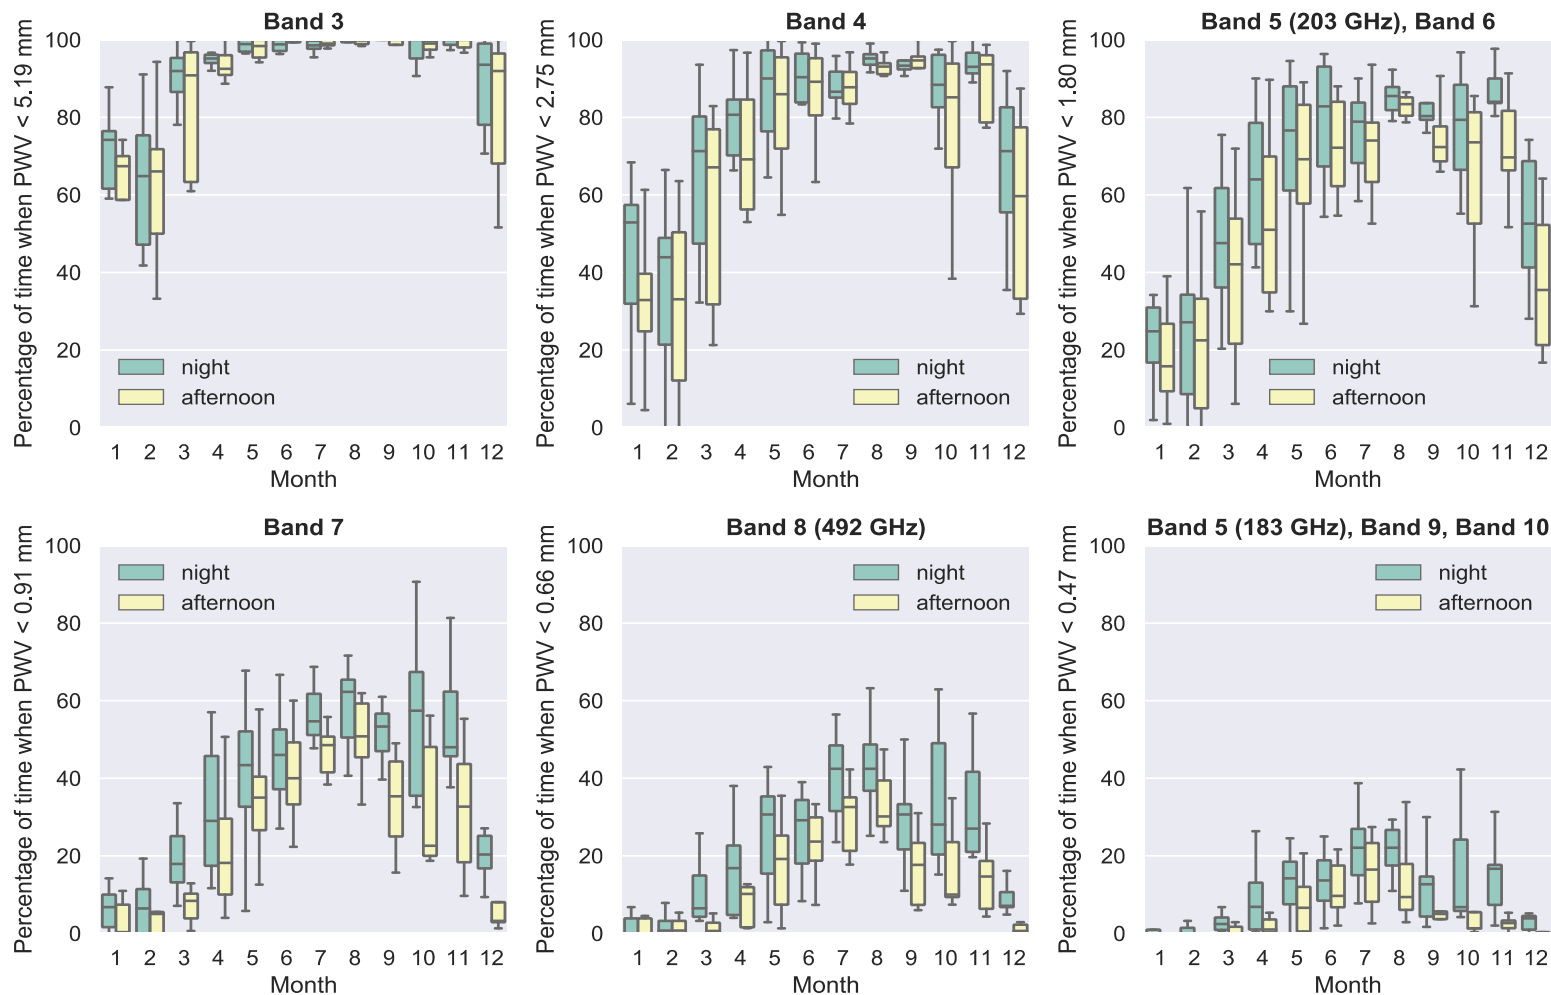 Band 3
Percentage of time when PWV < 5.19 mm
100
80
60
40
20
0
night
afternoon
1 2 3 4 5 6 7 8 9 10 11 12
Month
Band 4
Percentage of time when PWV < 2.75 mm
100
80
60
40
20
0
night
afternoon
1 2 3 4 5 6 7 8 9 10 11 12
Month
Band 5 (203 GHz), Band 6
Percentage of time when PWV < 1.80 mm
100
80
60
40
20
0
night
afternoon
1 2 3 4 5 6 7 8 9 10 11 12
Month
Band 7
Percentage of time when PWV < 0.91 mm
100
80
60
40
20
0
night
afternoon
1 2 3 4 5 6 7 8 9 10 11 12
Month
Band 8 (492 GHz)
Percentage of time when PWV < 0.66 mm
100
80
60
40
20
0
night
afternoon
1 2 3 4 5 6 7 8 9 10 11 12
Month
Band 5 (183 GHz), Band 9, Band 10
Percentage of time when PWV < 0.47 mm
100
80
60
40
20
0
night
afternoon
1 2 3 4 5 6 7 8 9 10 11 12
Month